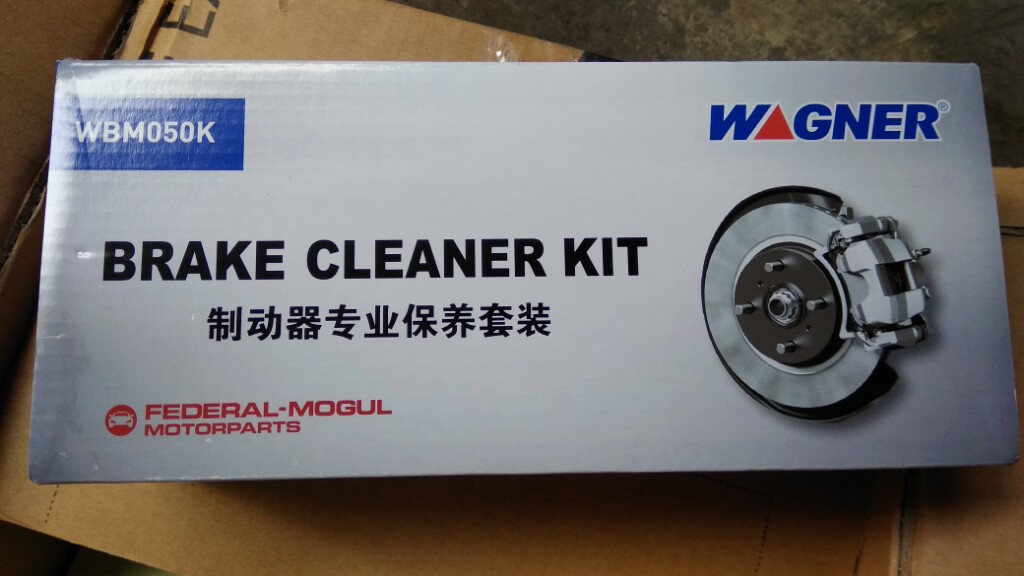 WBM050K
WAGNER®
BRAKE CLEANER KIT
制动器专业保养套装
FEDERAL-MOGUL
MOTORPARTS